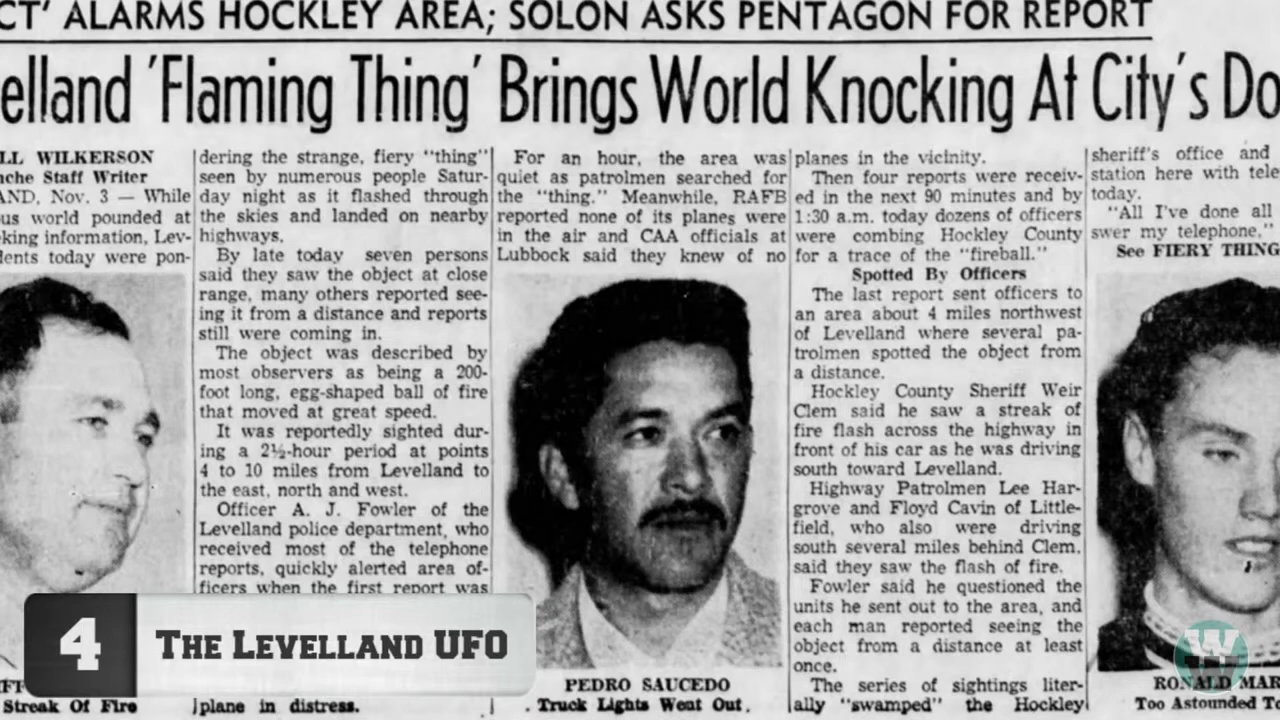 CT' ALARMS HOCKLEY AREA; SOLON ASKS PENTAGON FOR REPORT
elland 'Flaming Thing' Brings World Knocking At City's Do
LL WILKERSON
che Staff Writer
AND, Nov. 3 — While
us world pounded at
king information, Lev-
dents today were pon-
dering the strange, fiery "thing"
seen by numerous people Satur-
day night as it flashed through
the skies and landed on nearby
highways.
By late today seven persons
said they saw the object at close
range, many others reported see-
ing it from a distance and reports
still were coming in.
The object was described by
most observers as being a 200-
foot long, egg-shaped ball of fire
that moved at great speed.
It was reportedly sighted dur-
ing a 2½-hour period at points
4 to 10 miles from Levelland to
the east, north and west.
Officer A. J. Fowler of the
Levelland police department, who
received most of the telephone
reports, quickly alerted area of-
ficers when the first report was
plane in distress.
For an hour, the area was
quiet as patrolmen searched for
the "thing." Meanwhile, RAFB
reported none of its planes were
in the air and CAA officials at
Lubbock said they knew of no
planes in the vicinity.
Then four reports were receiv-
ed in the next 90 minutes and by
1:30 a.m. today dozens of officers
were combing Hockley County
for a trace of the "fireball."
Spotted By Officers
The last report sent officers to
an area about 4 miles northwest
of Levelland where several pa-
trolmen spotted the object from
a distance.
Hockley County Sheriff Weir
Clem said he saw a streak of
fire flash across the highway in
front of his car as he was driving
south toward Levelland.
Highway Patrolmen Lee Har-
grove and Floyd Cavin of Little-
field, who also were driving
south several miles behind Clem,
said they saw the flash of fire.
Fowler said he questioned the
units he sent out to the area, and
each man reported seeing the
object from a distance at least
once.
The series of sightings liter-
ally "swamped" the Hockley
sheriff's office and
station here with tele
today.
"All I've done all
swer my telephone."
See FIERY THING
FF
Streak Of Fire
PEDRO SAUCEDO
Truck Lights Went Out.
RONALD MAR
Too Astounded To
4
THE LEVELLAND UFO
W